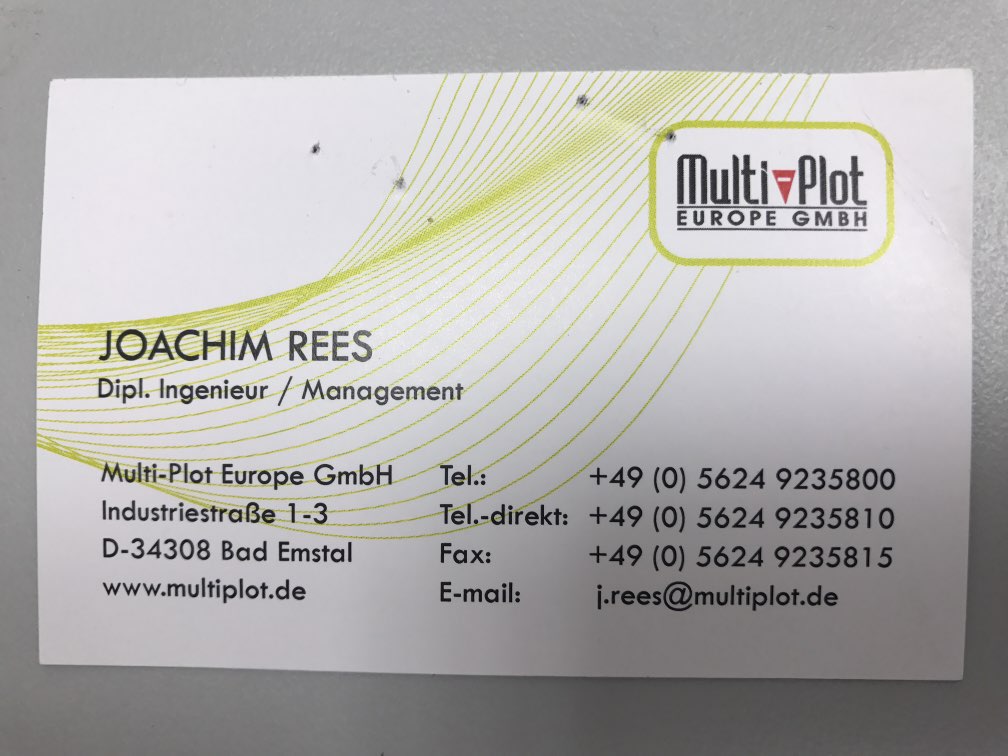 Multi-Plot
EUROPE GMBH
JOACHIM REES
Dipl. Ingenieur / Management
Multi-Plot Europe GmbH
Industriestraße 1-3
D-34308 Bad Emstal
www.multiplot.de
Tel.: +49 (0) 5624 9235800
Tel.-direkt: +49 (0) 5624 9235810
Fax: +49 (0) 5624 9235815
E-mail: j.rees@multiplot.de